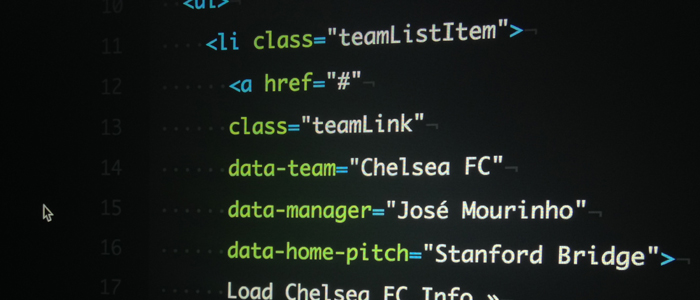 10 <ul>
11 <li class="teamListItem">
12 <a href="#"
13 class="teamLink"
14 data-team="Chelsea FC"
15 data-manager="José Mourinho"
16 data-home-pitch="Stanford Bridge">
17 Load Chelsea FC Info »